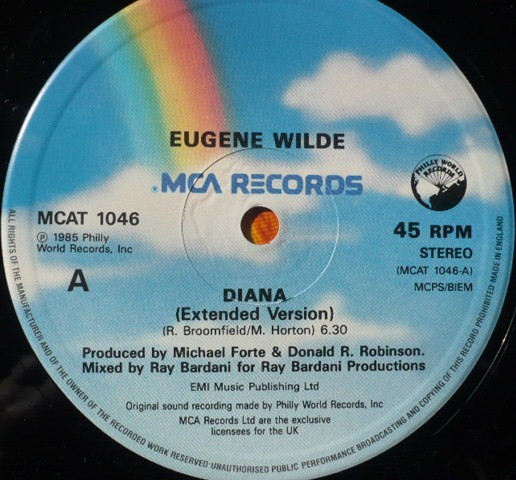 EUGENE WILDE
MCA RECORDS
PHILLY WORLD
RECORDS
MCAT 1046
℗ 1985 Philly
World Records, Inc
A
45 RPM
STEREO
(MCAT 1046-A)
MCPS/BIEM
DIANA
(Extended Version)
(R. Broomfield/M. Horton) 6.30
Produced by Michael Forte & Donald R. Robinson.
Mixed by Ray Bardani for Ray Bardani Productions
EMI Music Publishing Ltd
Original sound recording made by Philly World Records, Inc
MCA Records Ltd are the exclusive
licensees for the UK
ALL RIGHTS OF THE MANUFACTURER AND OF THE OWNER OF THE RECORDED WORK RESERVED UNAUTHORISED PUBLIC PERFORMANCE BROADCASTING AND COPYING OF THIS RECORD PROHIBITED MADE IN ENGLAND